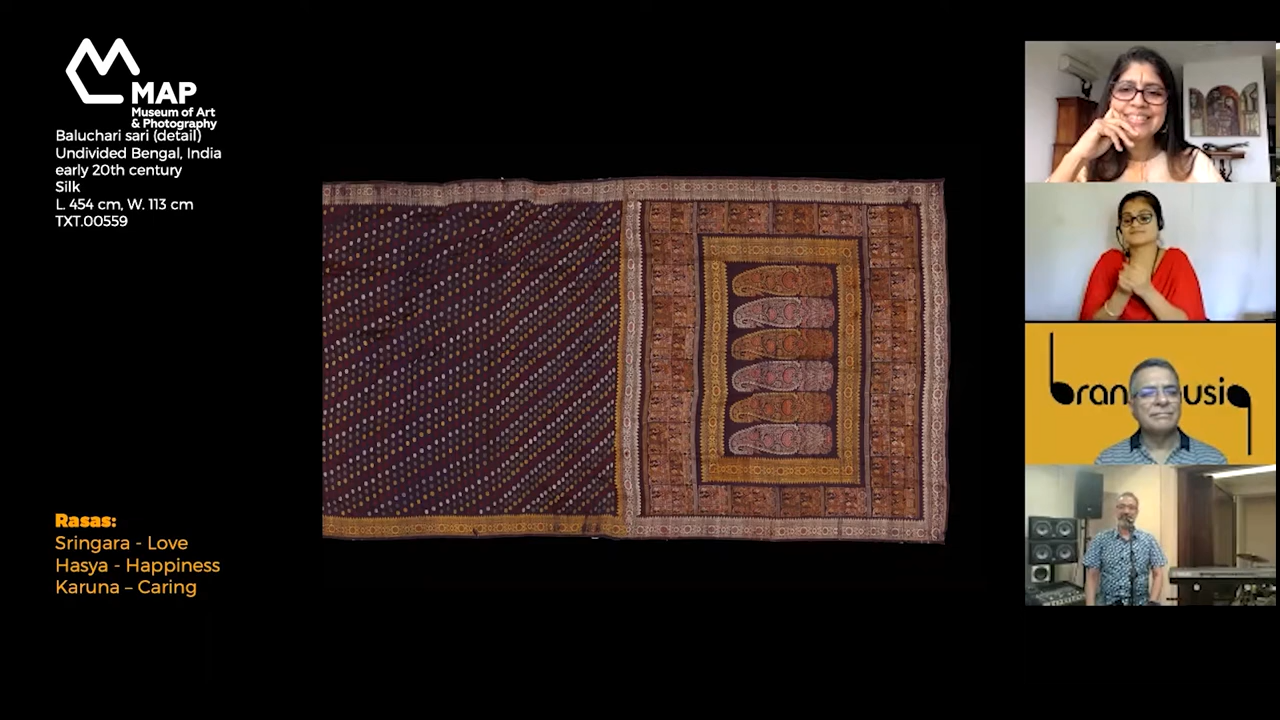 MAP
Museum of Art
& Photography
Baluchari sari (detail)
Undivided Bengal, India
early 20th century
Silk
L. 454 cm, W. 113 cm
TXT.00559
Rasas:
Sringara - Love
Hasya - Happiness
Karuna – Caring